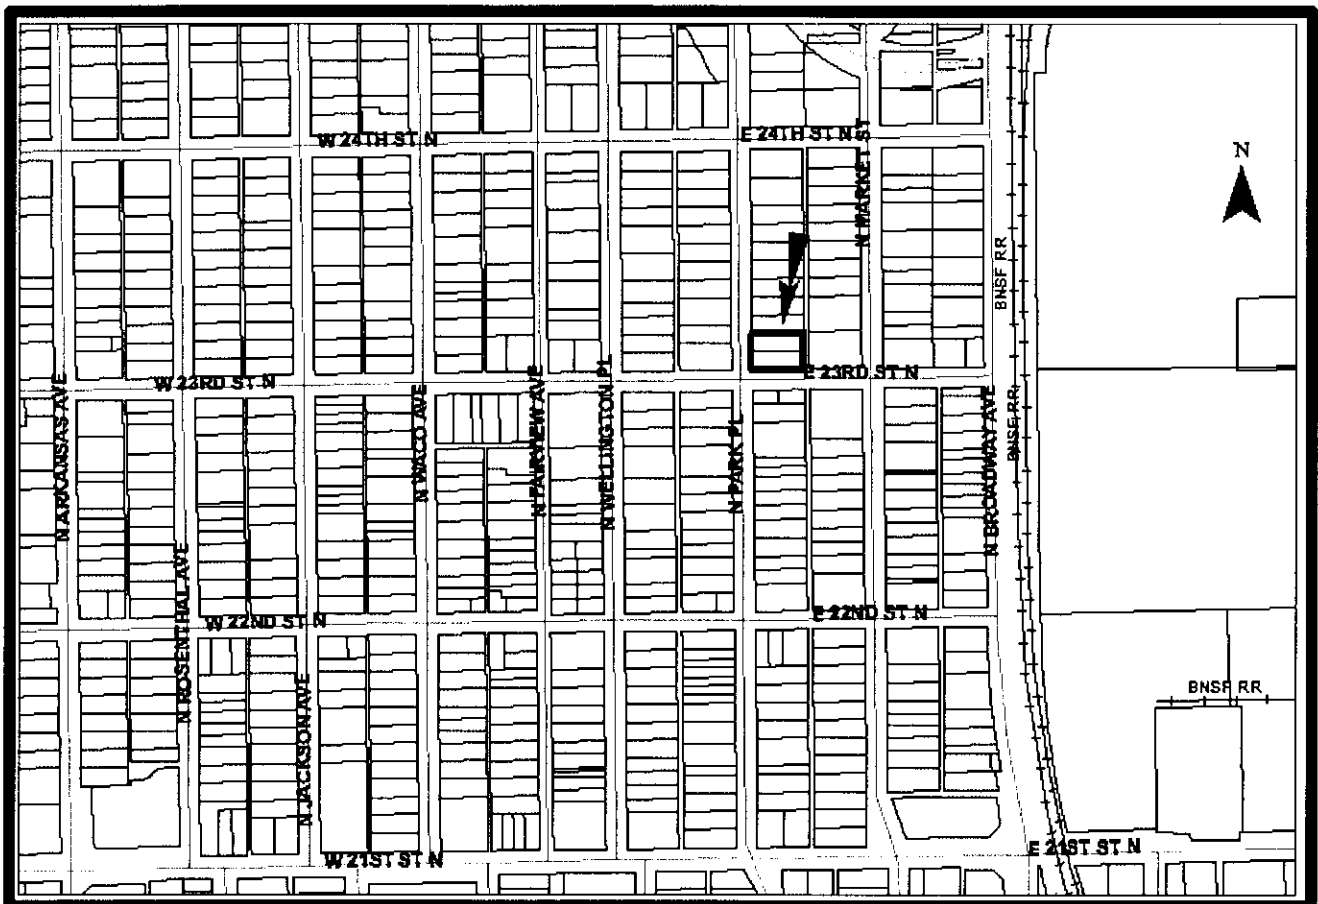 W 24TH ST N
E 24TH ST N
N MARKET ST
N
BNSF RR
W 23RD ST N
E 23RD ST N
N ARKANSAS AVE
N WACO AVE
N FAIRVIEW AVE
N WELLINGTON PL
N PARK PL
N BROADWAY AVE
BNSF RR
N ROSENTHAL AVE
W 22ND ST N
E 22ND ST N
N JACKSON AVE
BNSF RR
W 21ST ST N
E 21ST ST N